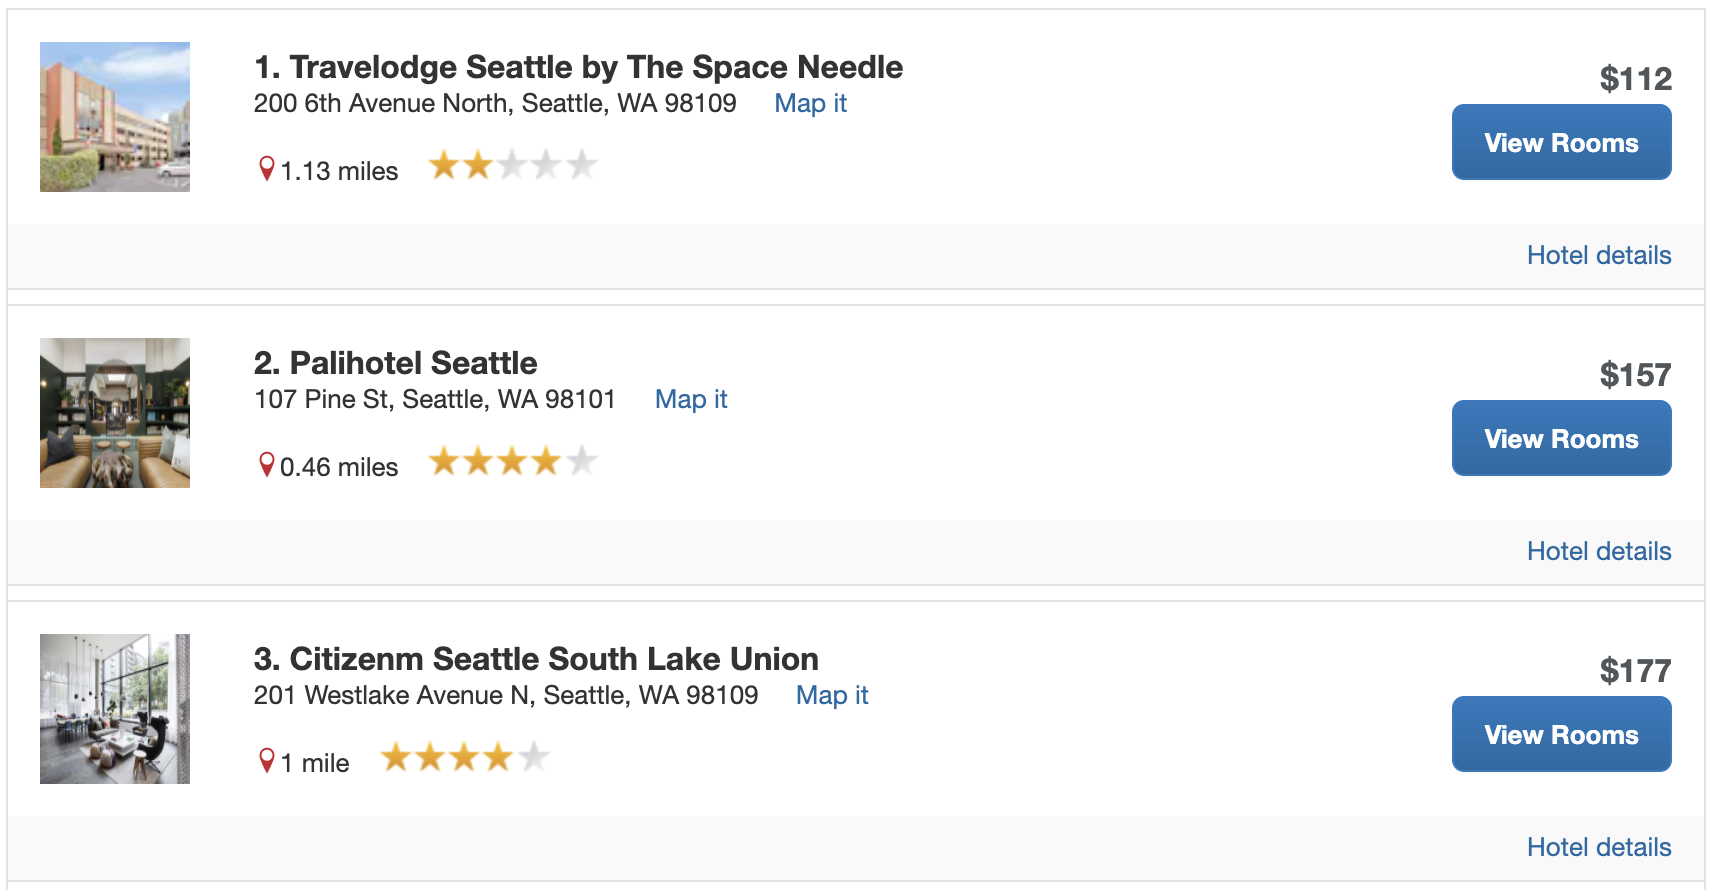 1. Travelodge Seattle by The Space Needle
$112
200 6th Avenue North, Seattle, WA 98109 Map it
View Rooms
1.13 miles
Hotel details
2. Palihotel Seattle
$157
107 Pine St, Seattle, WA 98101 Map it
View Rooms
0.46 miles
Hotel details
3. Citizenm Seattle South Lake Union
$177
201 Westlake Avenue N, Seattle, WA 98109 Map it
View Rooms
1 mile
Hotel details